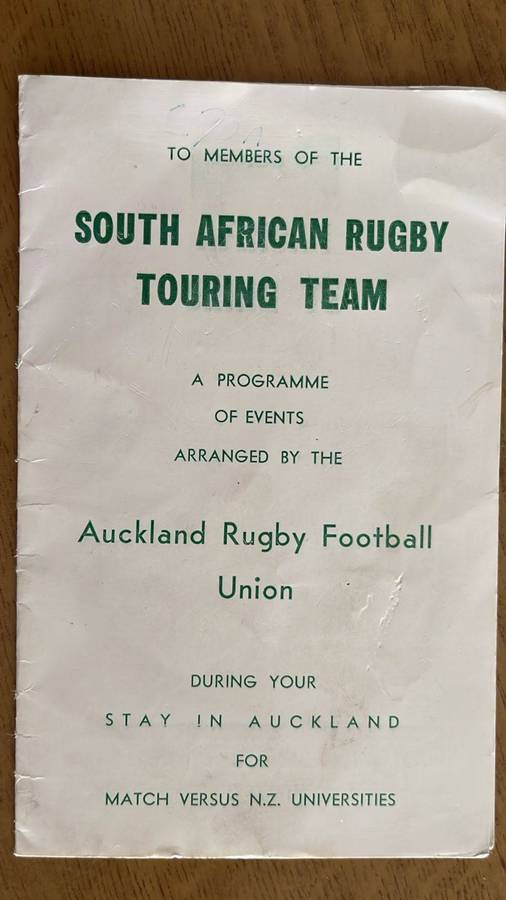 TO MEMBERS OF THE
SOUTH AFRICAN RUGBY
TOURING TEAM
A PROGRAMME
OF EVENTS
ARRANGED BY THE
Auckland Rugby Football
Union
DURING YOUR
STAY IN AUCKLAND
FOR
MATCH VERSUS N.Z. UNIVERSITIES